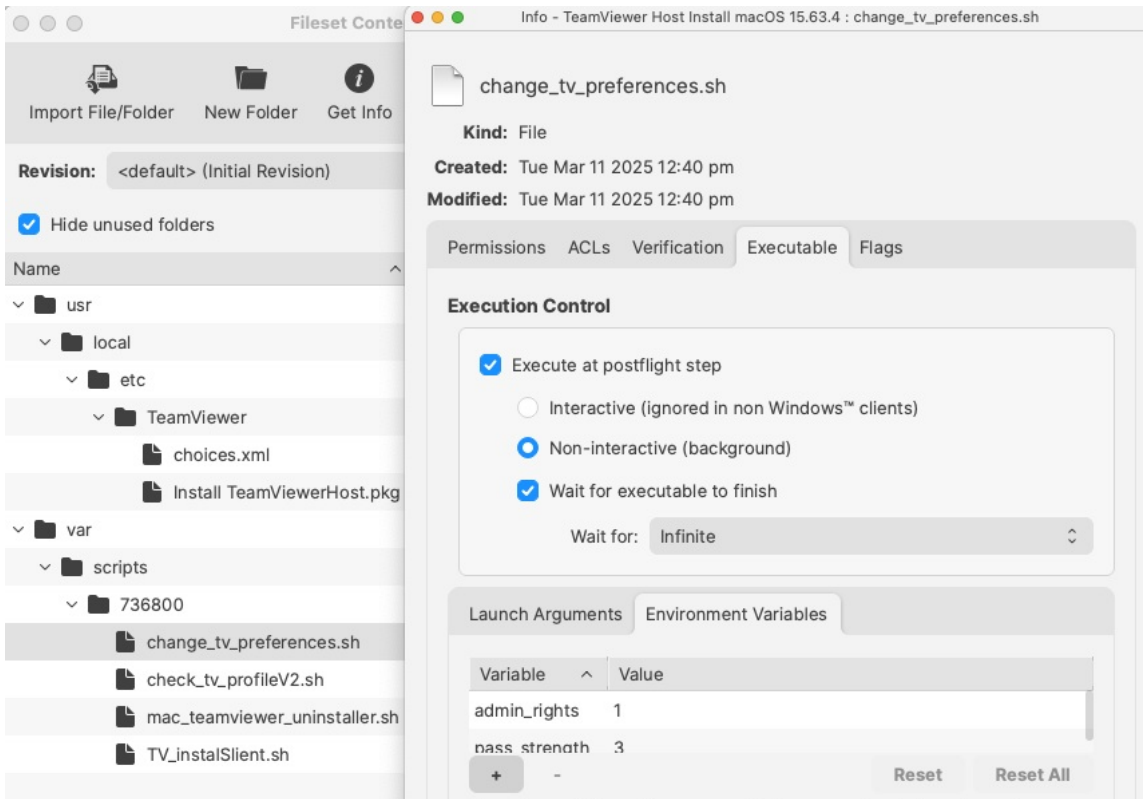 Fileset Conte
Import File/Folder
New Folder
Get Info
Revision: <default> (Initial Revision)
Hide unused folders
Name
usr
local
etc
TeamViewer
choices.xml
Install TeamViewerHost.pkg
var
scripts
736800
change_tv_preferences.sh
check_tv_profileV2.sh
mac_teamviewer_uninstaller.sh
TV_instalSlient.sh
Info - TeamViewer Host Install macOS 15.63.4 : change_tv_preferences.sh
change_tv_preferences.sh
Kind: File
Created: Tue Mar 11 2025 12:40 pm
Modified: Tue Mar 11 2025 12:40 pm
Permissions ACLs Verification Executable Flags
Execution Control
Execute at postflight step
Interactive (ignored in non Windows™ clients)
Non-interactive (background)
Wait for executable to finish
Wait for: Infinite
Launch Arguments Environment Variables
Variable Value
admin_rights 1
pass_strength 3
+ - Reset Reset All